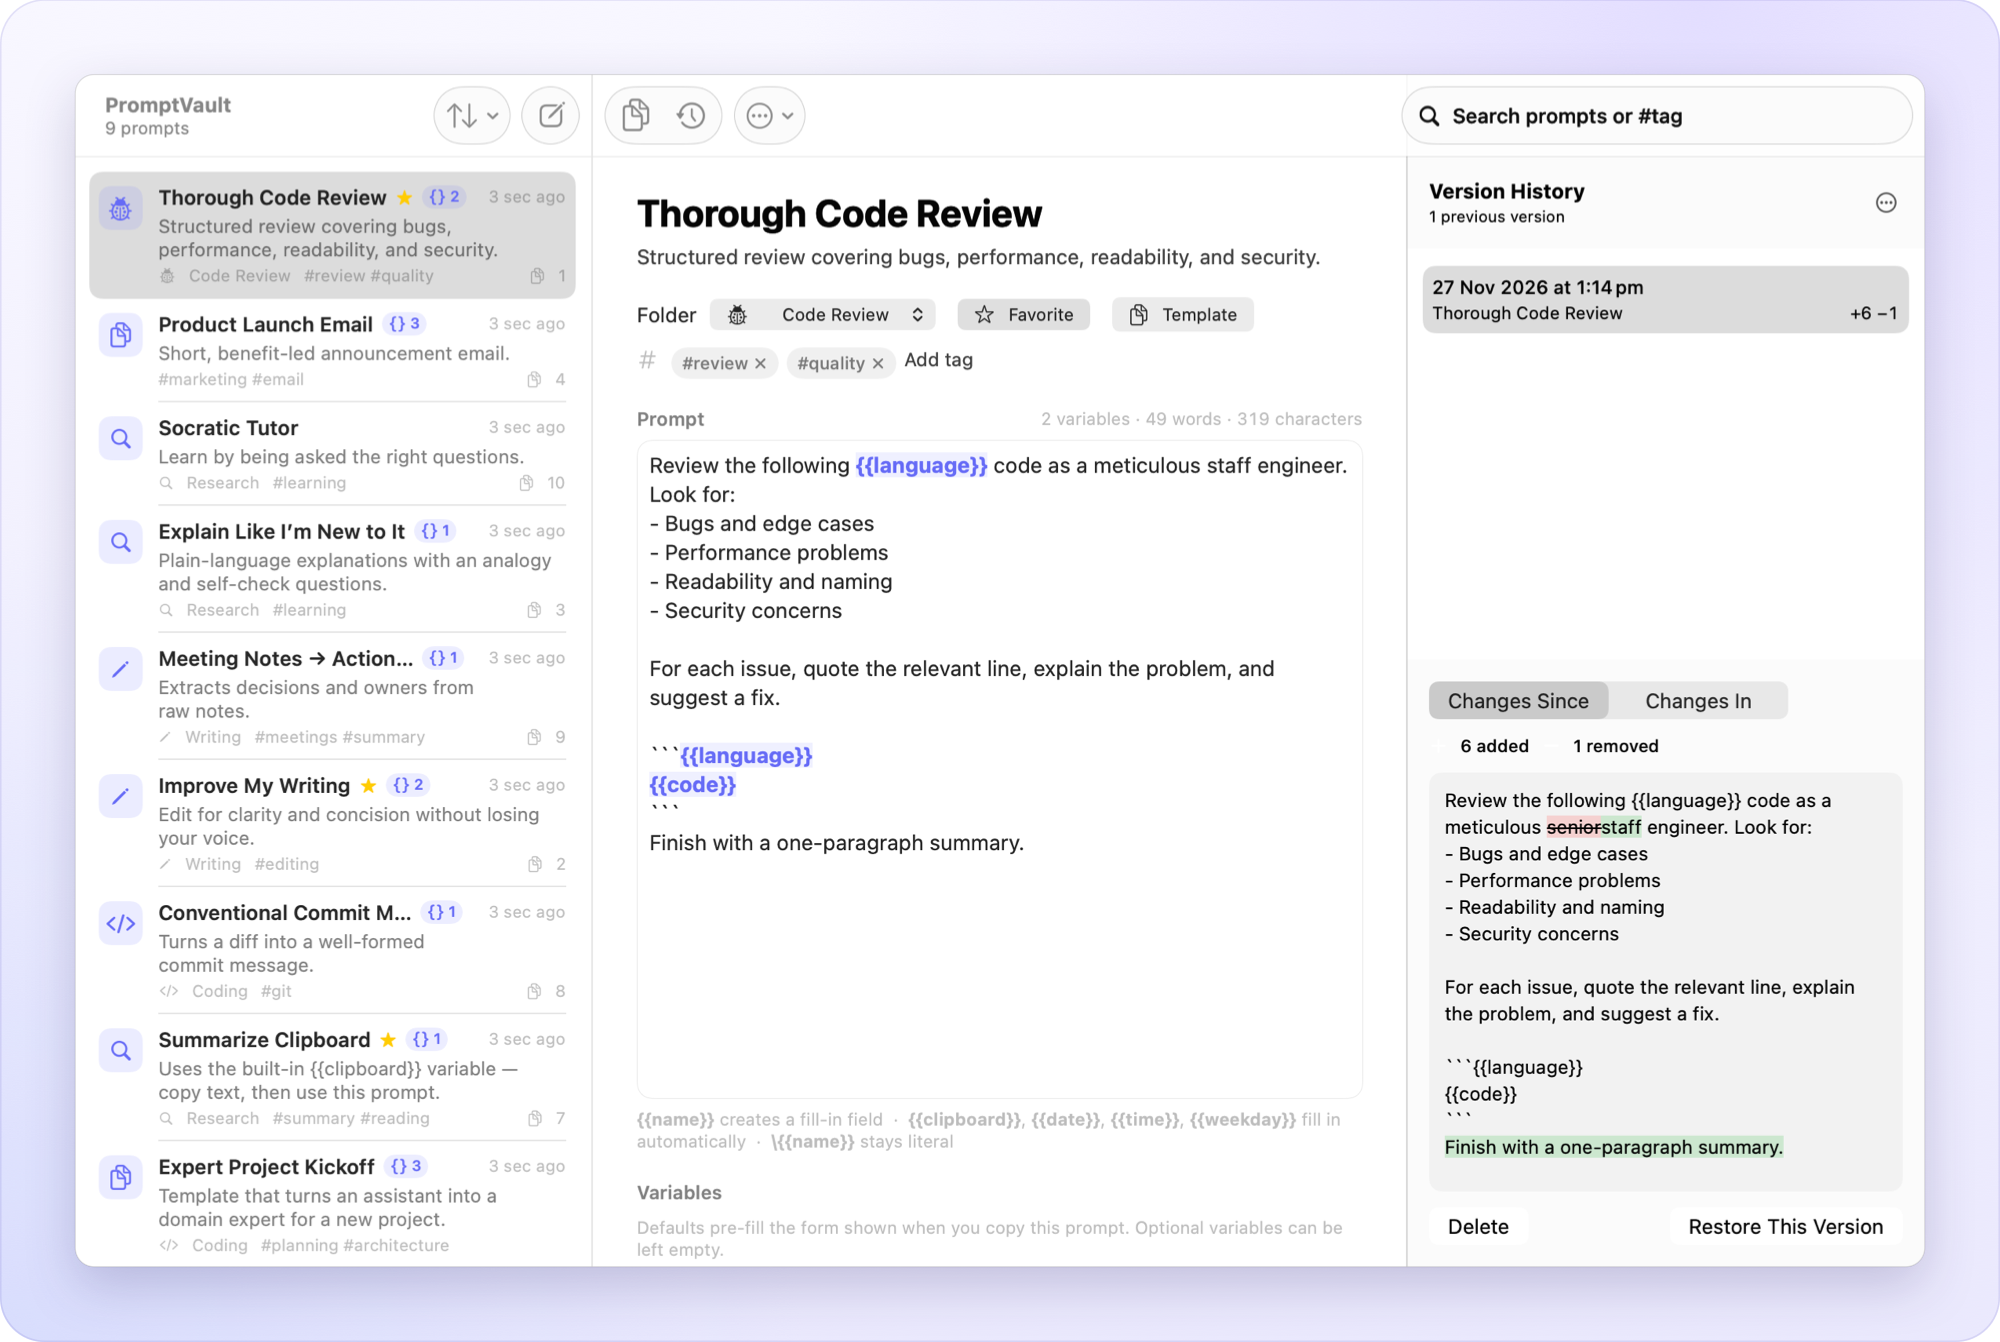 PromptVault
9 prompts
Thorough Code Review {} 2 3 sec ago
Structured review covering bugs,
performance, readability, and security.
Code Review #review #quality 1
Product Launch Email {} 3 3 sec ago
Short, benefit-led announcement email.
#marketing #email 4
Socratic Tutor 3 sec ago
Learn by being asked the right questions.
Research #learning 10
Explain Like I’m New to It {} 1 3 sec ago
Plain-language explanations with an analogy
and self-check questions.
Research #learning 3
Meeting Notes → Action... {} 1 3 sec ago
Extracts decisions and owners from
raw notes.
Writing #meetings #summary 9
Improve My Writing {} 2 3 sec ago
Edit for clarity and concision without losing
your voice.
Writing #editing 2
Conventional Commit M... {} 1 3 sec ago
Turns a diff into a well-formed
commit message.
</> Coding #git 8
Summarize Clipboard {} 1 3 sec ago
Uses the built-in {{clipboard}} variable —
copy text, then use this prompt.
Research #summary #reading 7
Expert Project Kickoff {} 3 3 sec ago
Template that turns an assistant into a
domain expert for a new project.
</> Coding #planning #architecture
Thorough Code Review
Structured review covering bugs, performance, readability, and security.
Folder Code Review Favorite Template
# #review × #quality × Add tag
Prompt 2 variables · 49 words · 319 characters
Review the following {{language}} code as a meticulous staff engineer.
Look for:
- Bugs and edge cases
- Performance problems
- Readability and naming
- Security concerns
For each issue, quote the relevant line, explain the problem, and
suggest a fix.
```{{language}}
{{code}}
```
Finish with a one-paragraph summary.
{{name}} creates a fill-in field · {{clipboard}}, {{date}}, {{time}}, {{weekday}} fill in
automatically · \{{name}} stays literal
Variables
Defaults pre-fill the form shown when you copy this prompt. Optional variables can be
left empty.
Search prompts or #tag
Version History
1 previous version
27 Nov 2026 at 1:14 pm
Thorough Code Review +6 −1
Changes Since Changes In
6 added 1 removed
Review the following {{language}} code as a
meticulous seniorstaff engineer. Look for:
- Bugs and edge cases
- Performance problems
- Readability and naming
- Security concerns
For each issue, quote the relevant line, explain
the problem, and suggest a fix.
```{{language}}
{{code}}
```
Finish with a one-paragraph summary.
Delete Restore This Version